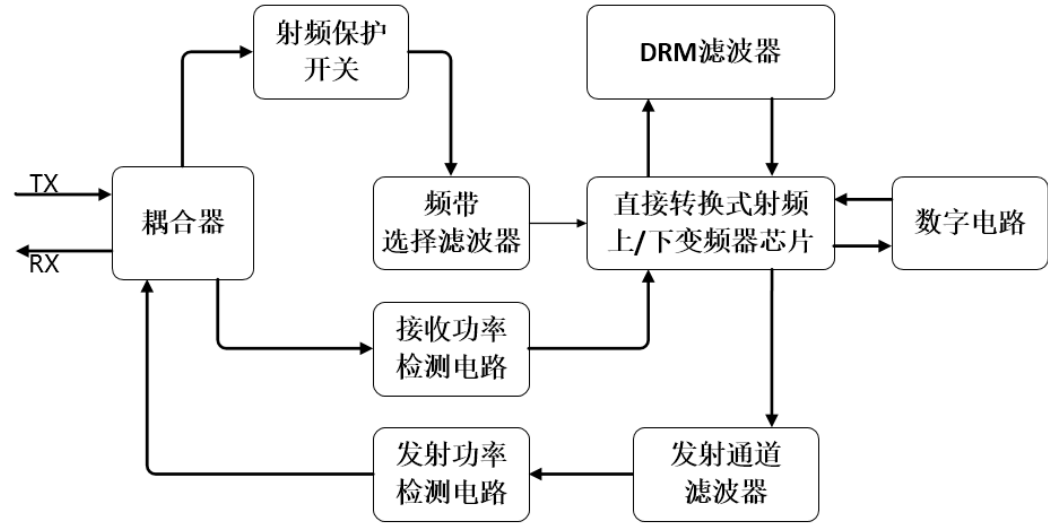 射频保护
开关
DRM滤波器
TX
RX
耦合器
频带
选择滤波器
直接转换式射频
上/下变频器芯片
数字电路
接收功率
检测电路
发射功率
检测电路
发射通道
滤波器